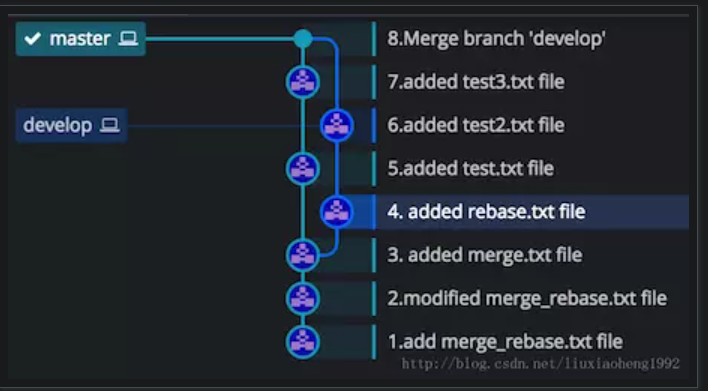 master
8.Merge branch 'develop'
7.added test3.txt file
develop
6.added test2.txt file
5.added test.txt file
4. added rebase.txt file
3. added merge.txt file
2.modified merge_rebase.txt file
1.add merge_rebase.txt file
http://blog.csdn.net/liuxiaoheng1992